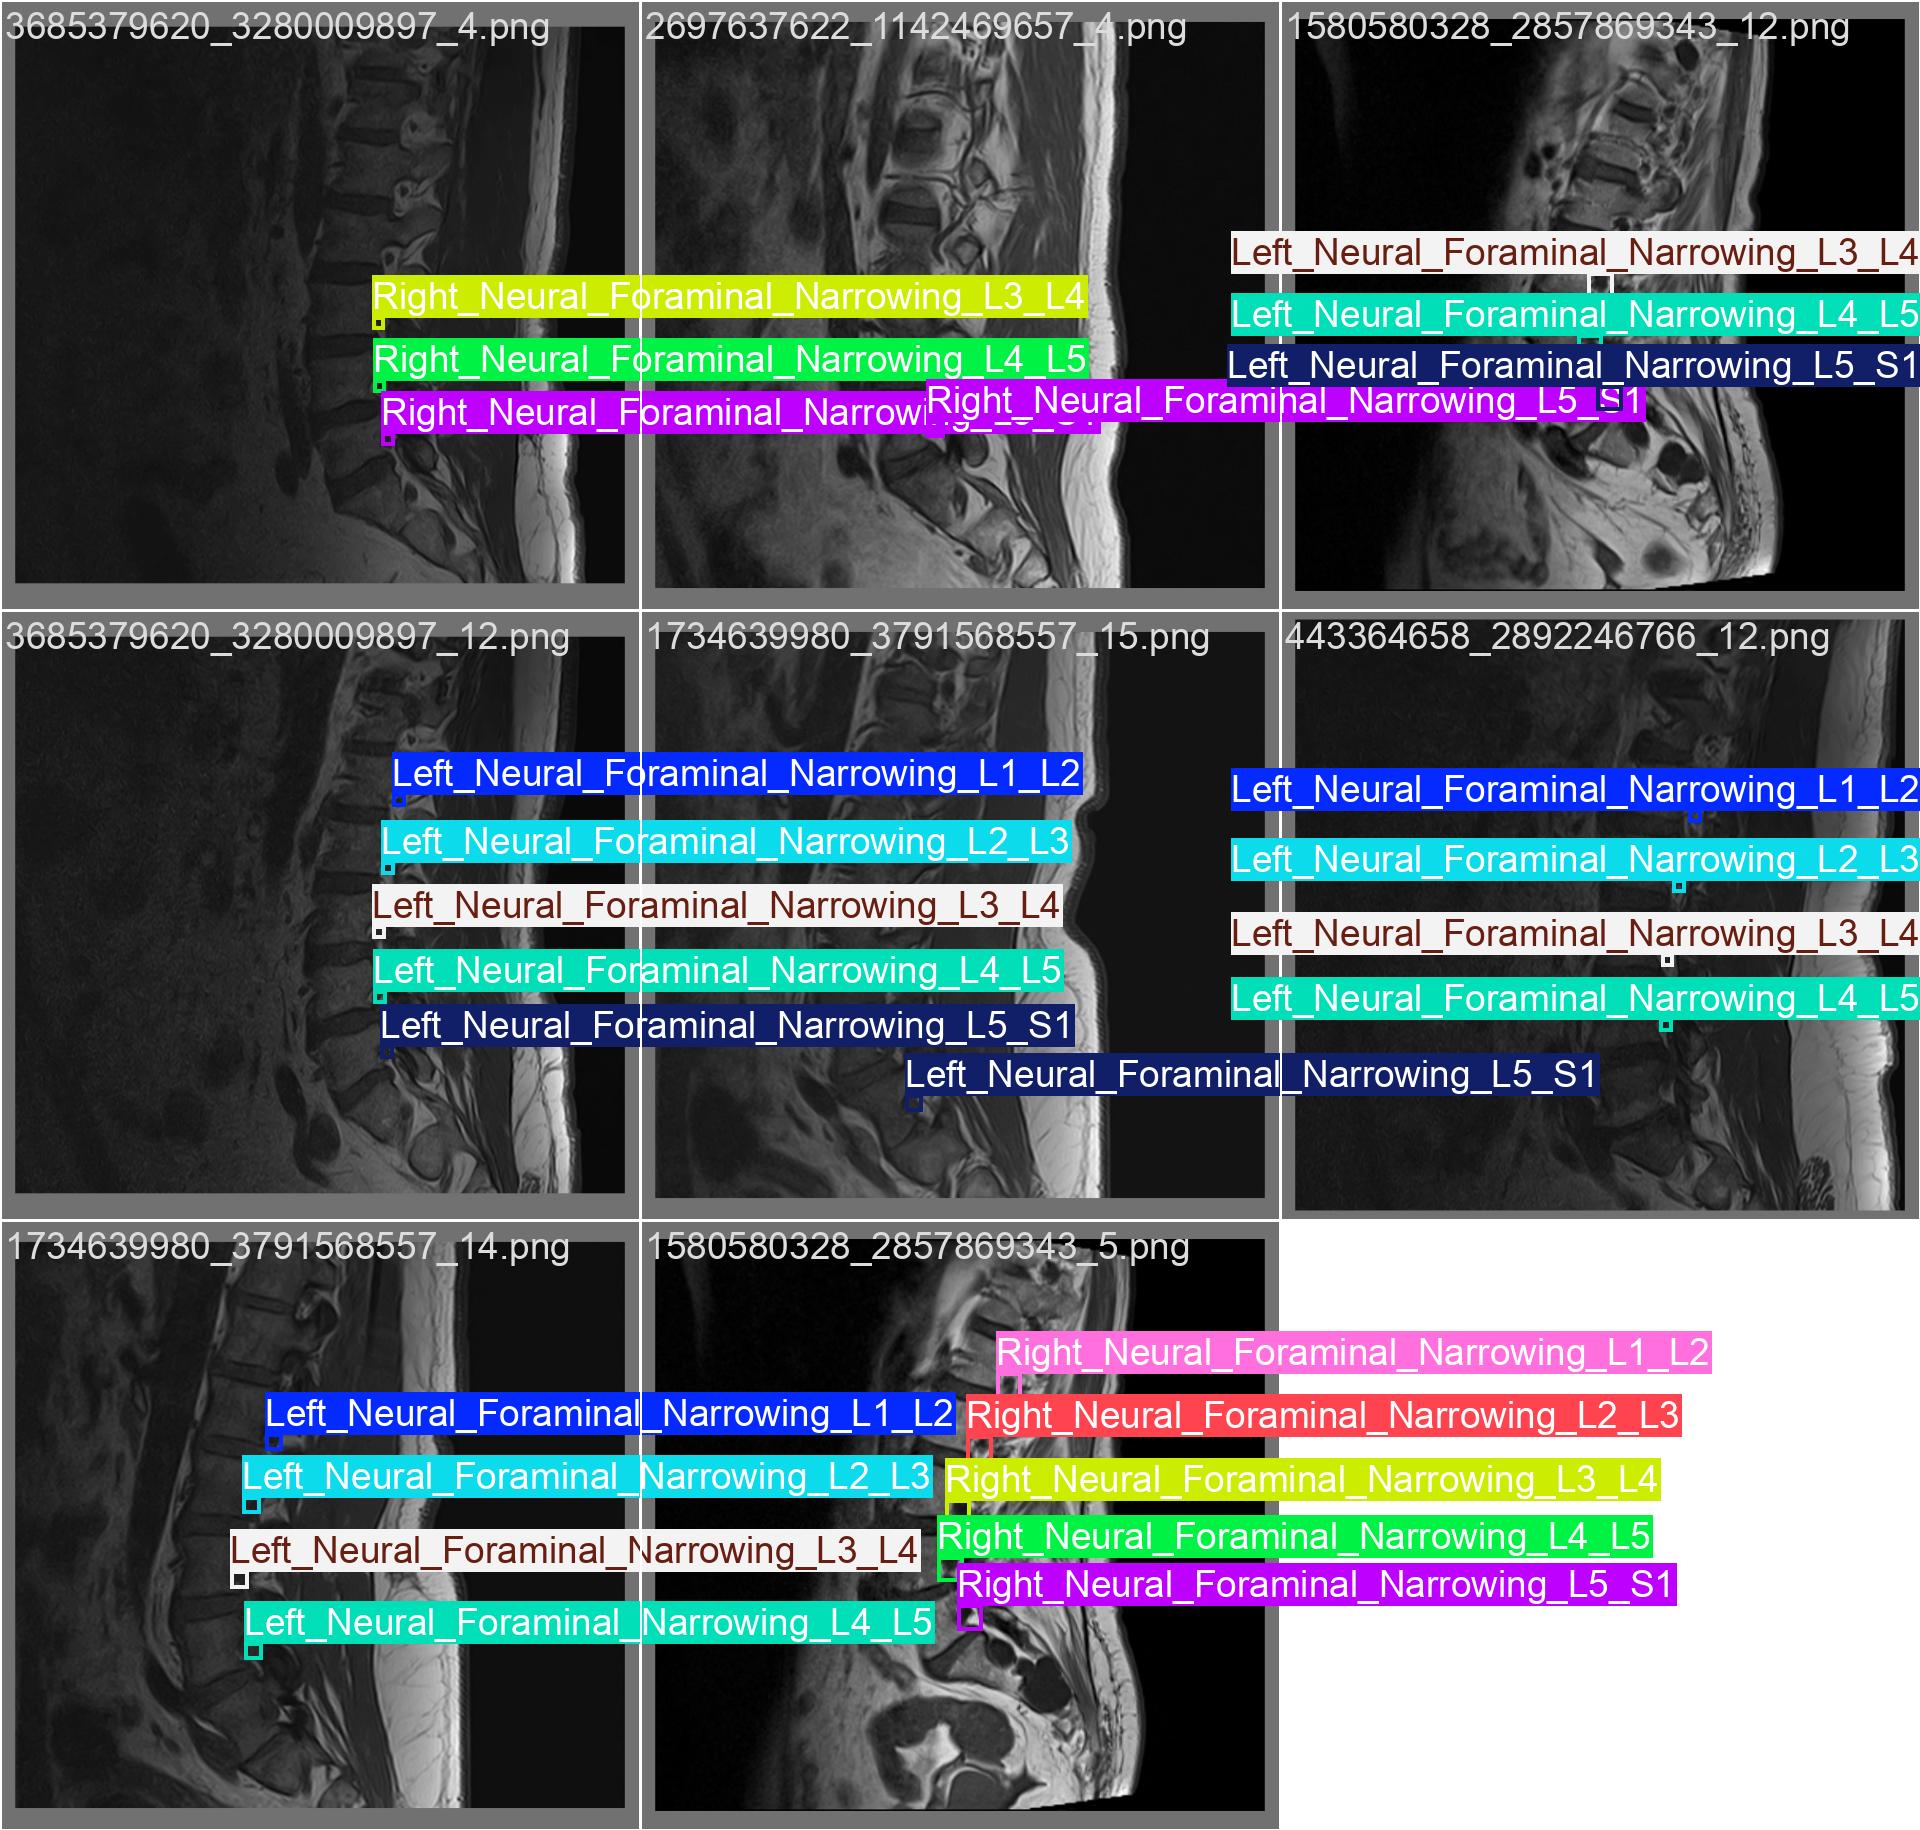 3685379620_3280009897_4.png
2697637622_1142469657_4.png
1580580328_2857869343_12.png
Right_Neural_Foraminal_Narrowing_L3_L4
Right_Neural_Foraminal_Narrowing_L4_L5
Right_Neural_Foraminal_Narrowi
Right_Neural_Foraminal_Narrowing_L5_S1
Left_Neural_Foraminal_Narrowing_L3_L4
Left_Neural_Foraminal_Narrowing_L4_L5
Left_Neural_Foraminal_Narrowing_L5_S1
3685379620_3280009897_12.png
1734639980_3791568557_15.png
443364658_2892246766_12.png
Left_Neural_Foraminal_Narrowing_L1_L2
Left_Neural_Foraminal_Narrowing_L2_L3
Left_Neural_Foraminal_Narrowing_L3_L4
Left_Neural_Foraminal_Narrowing_L4_L5
Left_Neural_Foraminal_Narrowing_L5_S1
Left_Neural_Foraminal_Narrowing_L5_S1
Left_Neural_Foraminal_Narrowing_L1_L2
Left_Neural_Foraminal_Narrowing_L2_L3
Left_Neural_Foraminal_Narrowing_L3_L4
Left_Neural_Foraminal_Narrowing_L4_L5
1734639980_3791568557_14.png
1580580328_2857869343_5.png
Left_Neural_Foraminal_Narrowing_L1_L2
Left_Neural_Foraminal_Narrowing_L2_L3
Left_Neural_Foraminal_Narrowing_L3_L4
Left_Neural_Foraminal_Narrowing_L4_L5
Right_Neural_Foraminal_Narrowing_L1_L2
Right_Neural_Foraminal_Narrowing_L2_L3
Right_Neural_Foraminal_Narrowing_L3_L4
Right_Neural_Foraminal_Narrowing_L4_L5
Right_Neural_Foraminal_Narrowing_L5_S1